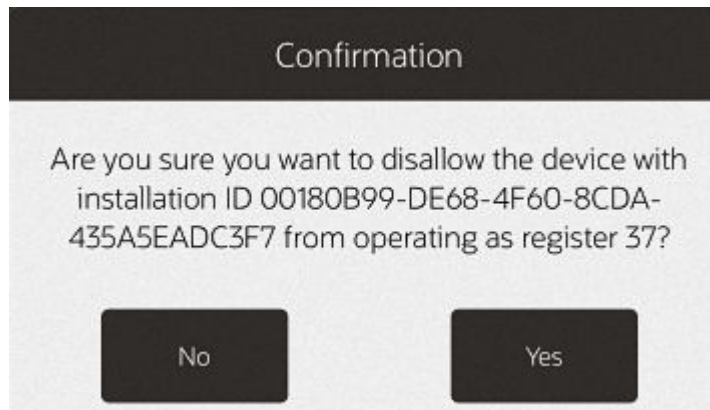 Confirmation
Are you sure you want to disallow the device with
installation ID 00180B99-DE68-4F60-8CDA-
435A5EADC3F7 from operating as register 37?
No
Yes